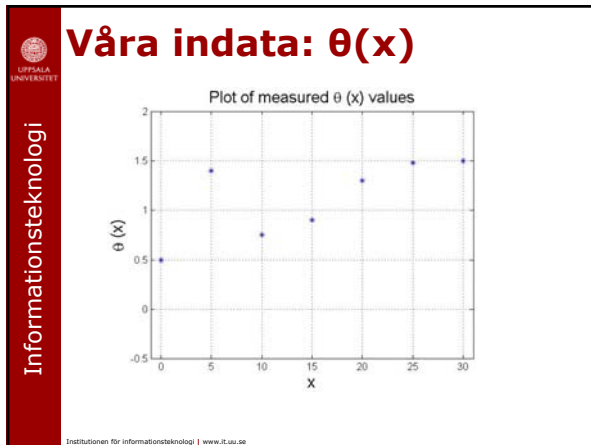 Våra indata: θ(x)
UPPSALA
UNIVERSITET
Informationsteknologi
Plot of measured θ (x) values
θ (x)
2
1.5
1
0.5
0
-0.5
0 5 10 15 20 25 30
X
Institutionen för informationsteknologi | www.it.uu.se